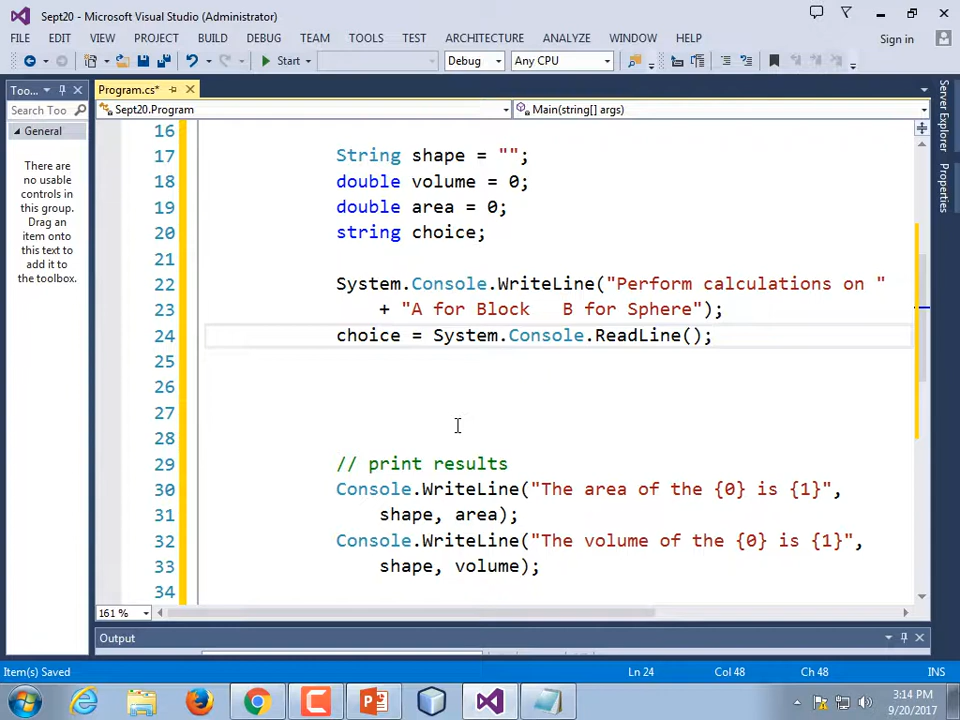 Sept20 - Microsoft Visual Studio (Administrator)
FILE EDIT VIEW PROJECT BUILD DEBUG TEAM TOOLS TEST ARCHITECTURE ANALYZE WINDOW HELP Sign in
Start Debug Any CPU
Too...
Search Too
General
There are
no usable
controls in
this group.
Drag an
item onto
this text to
add it to
the toolbox.
Program.cs*
Sept20.Program Main(string[] args)
16
17 String shape = "";
18 double volume = 0;
19 double area = 0;
20 string choice;
21
22 System.Console.WriteLine("Perform calculations on "
23 + "A for Block   B for Sphere");
24 choice = System.Console.ReadLine();
25
26
27
28
29 // print results
30 Console.WriteLine("The area of the {0} is {1}",
31 shape, area);
32 Console.WriteLine("The volume of the {0} is {1}",
33 shape, volume);
34
161 %
Output
Server Explorer
Properties
Item(s) Saved Ln 24 Col 48 Ch 48 INS
3:14 PM
9/20/2017